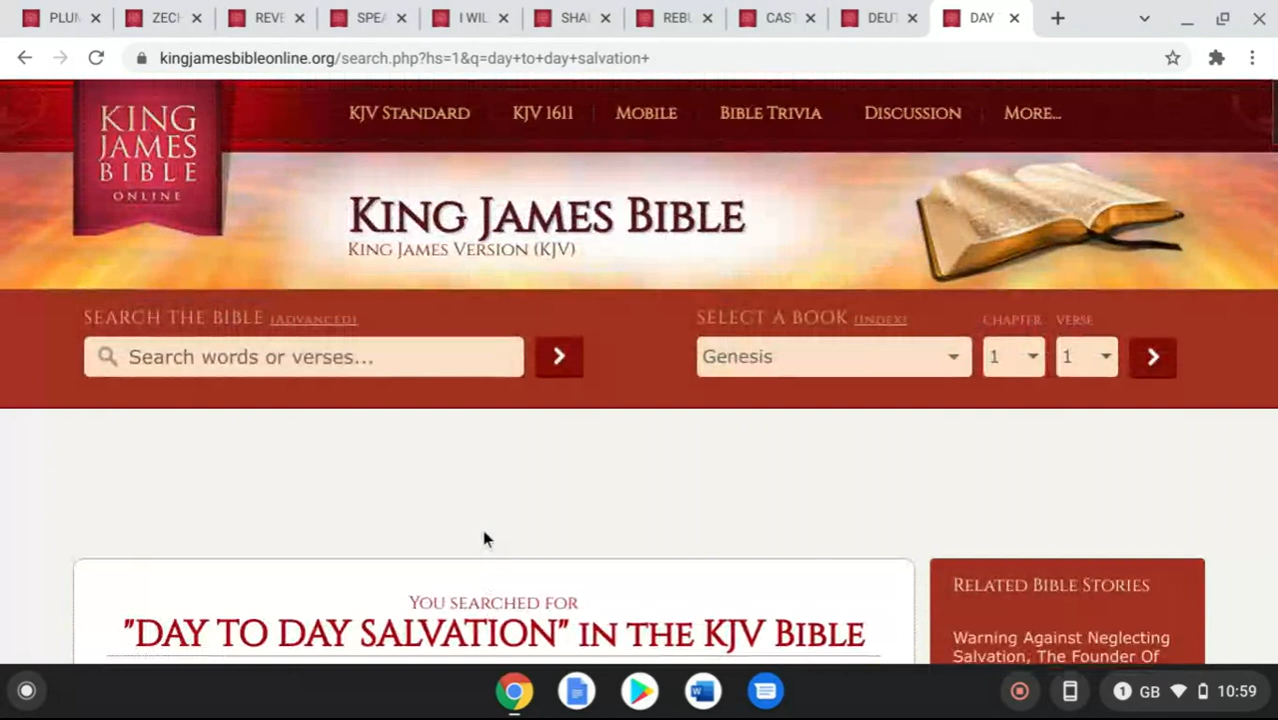 PLUM
ZECH
REVE
SPEA
I WIL
SHAL
REBU
CAST
DEUT
DAY
kingjamesbibleonline.org/search.php?hs=1&q=day+to+day+salvation+
KING
JAMES
BIBLE
ONLINE
KJV STANDARD
KJV 1611
MOBILE
BIBLE TRIVIA
DISCUSSION
MORE...
KING JAMES BIBLE
KING JAMES VERSION (KJV)
SEARCH THE BIBLE (ADVANCED)
SELECT A BOOK (INDEX)
CHAPTER
VERSE
Search words or verses...
Genesis
1
1
YOU SEARCHED FOR
"DAY TO DAY SALVATION" IN THE KJV BIBLE
RELATED BIBLE STORIES
Warning Against Neglecting
Salvation, The Founder Of
1 GB 10:59